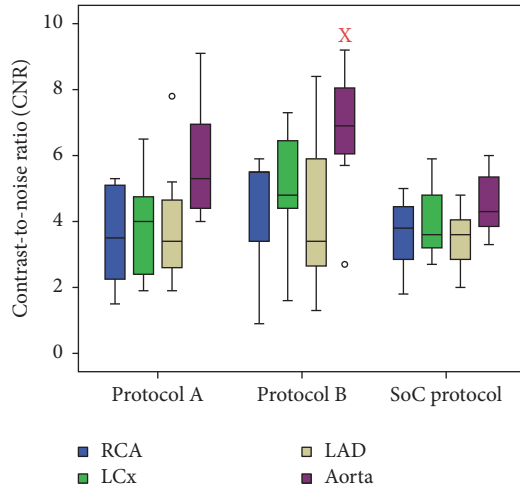 Contrast-to-noise ratio (CNR)
10
8
6
4
2
0
X
Protocol A
Protocol B
SoC protocol
RCA
LCx
LAD
Aorta